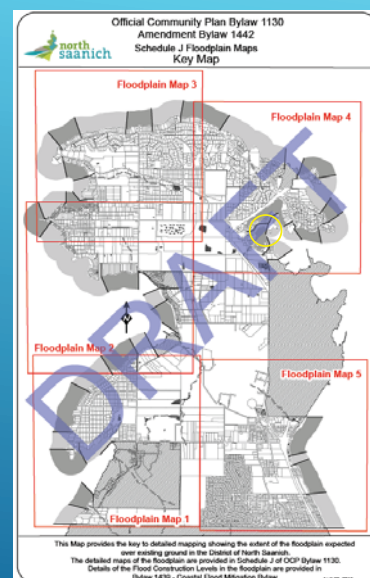 Official Community Plan Bylaw 1130
Amendment Bylaw 1442
north
saanich
Schedule J Floodplain Maps
Key Map
Floodplain Map 3
Floodplain Map 4
DRAFT
Floodplain Map 2
Floodplain Map 5
Floodplain Map 1
This Map provides the key to detailed mapping showing the extent of the floodplain expected
over existing ground in the District of North Saanich.
The detailed maps of the floodplain are provided in Schedule J of OCP Bylaw 1130.
Details of the Flood Construction Levels in the floodplain are provided in
Bylaw 1439 - Coastal Flood Mitigation Bylaw